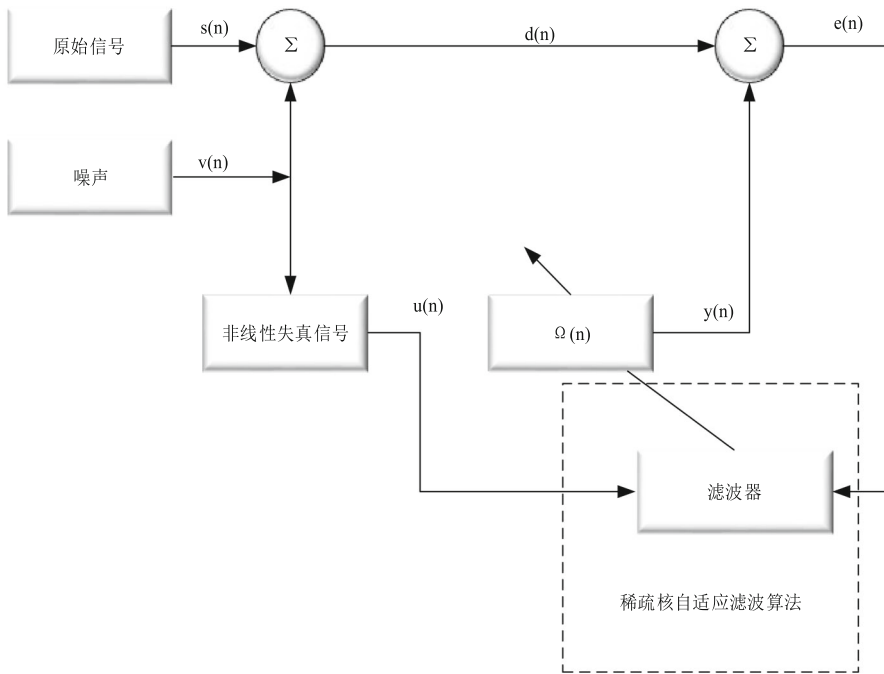 原始信号
s(n)
Σ
d(n)
Σ
e(n)
噪声
v(n)
非线性失真信号
u(n)
Ω(n)
y(n)
滤波器
稀疏核自适应滤波算法